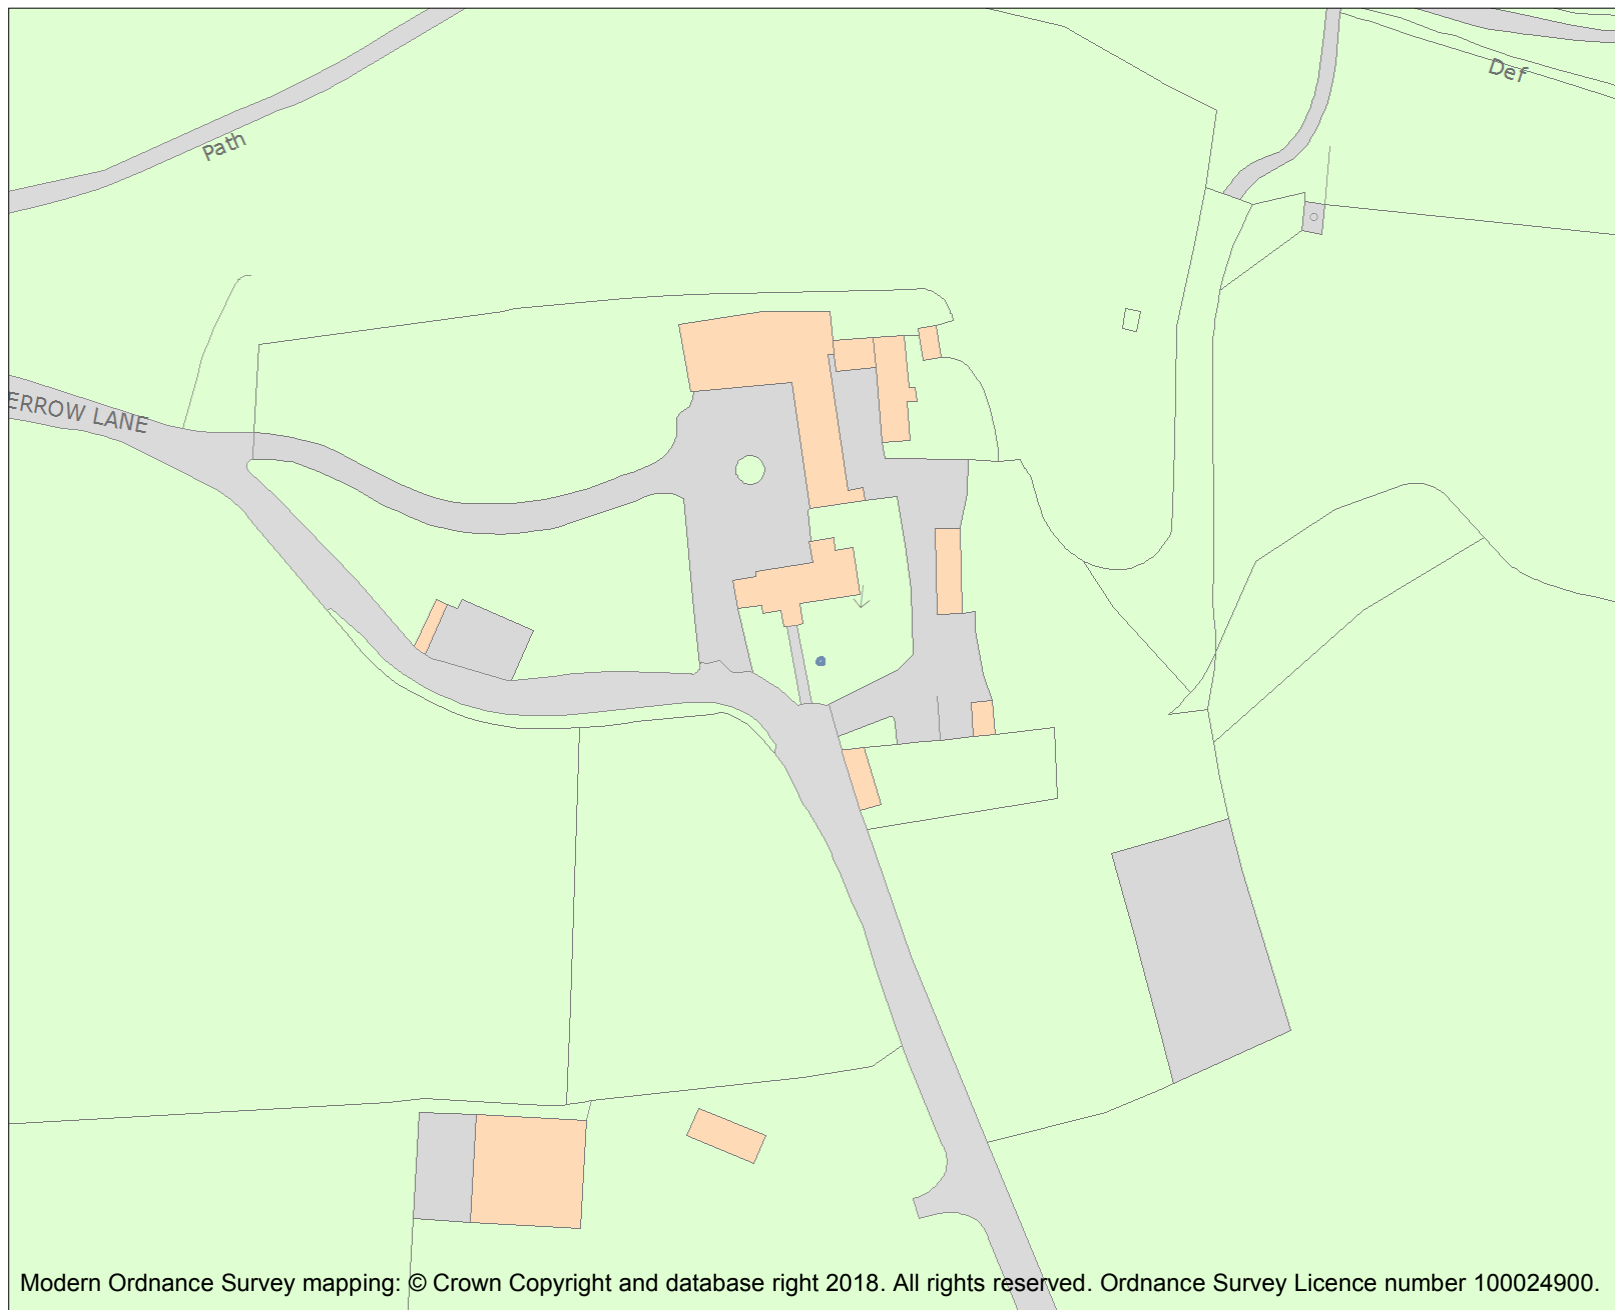 Def
Path
ERROW LANE
Modern Ordnance Survey mapping: © Crown Copyright and database right 2018. All rights reserved. Ordnance Survey Licence number 100024900.